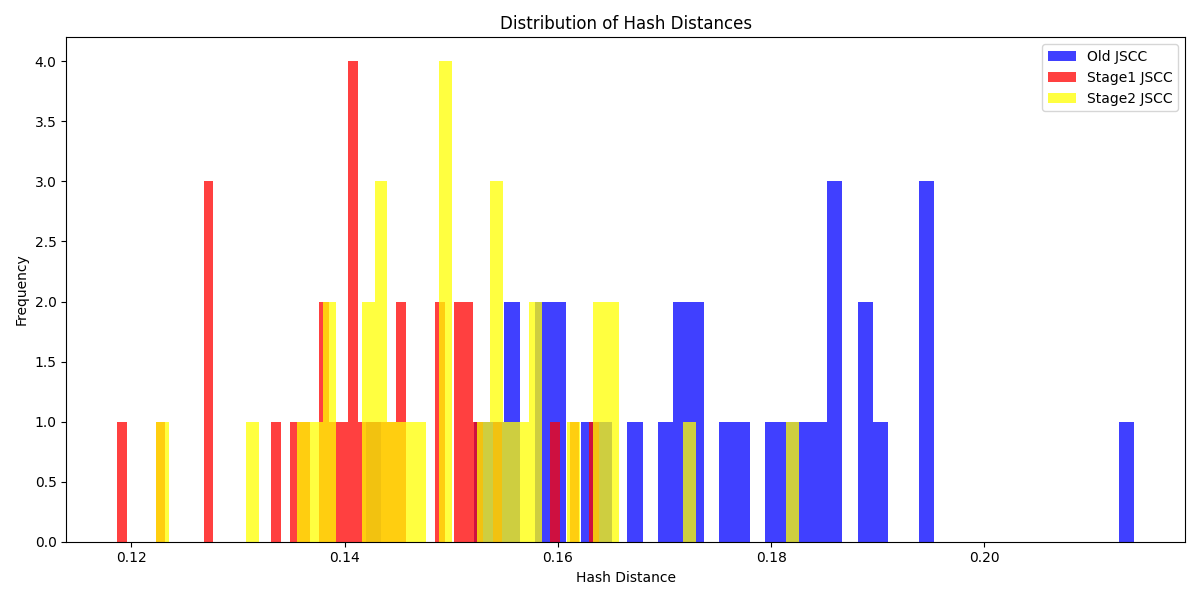 Distribution of Hash Distances
Old JSCC
Stage1 JSCC
Stage2 JSCC
4.0
3.5
3.0
2.5
2.0
1.5
1.0
0.5
0.0
Frequency
0.12
0.14
0.16
0.18
0.20
Hash Distance